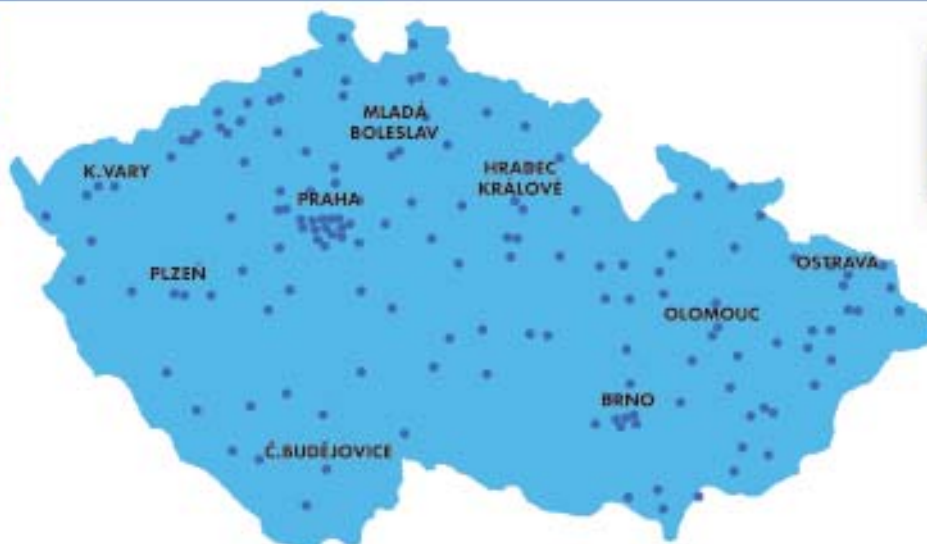 MLADÁ
BOLESLAV
K.VARY
HRADEC
KRÁLOVÉ
PRAHA
PLZEŇ
OSTRAVA
OLOMOUC
BRNO
Č.BUDĚJOVICE